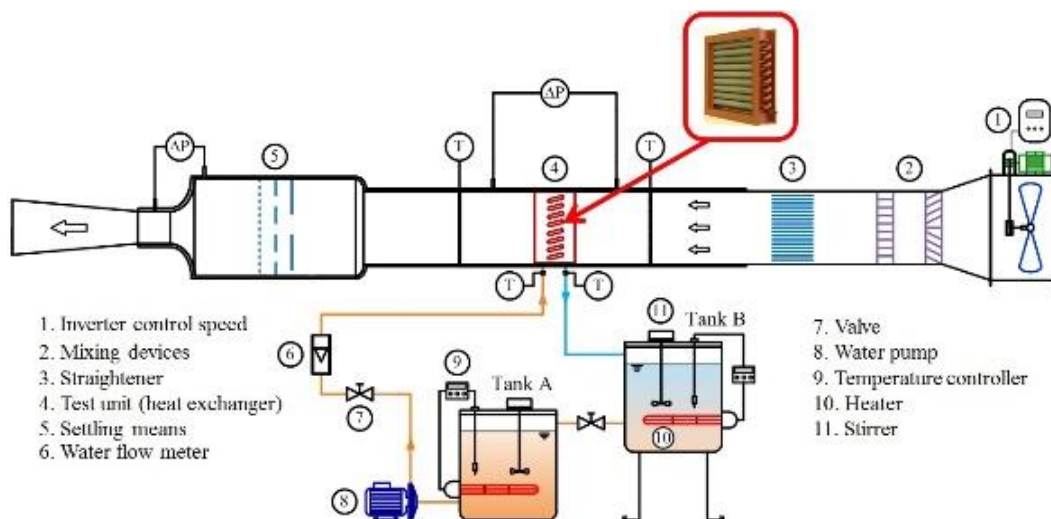 ΔP
1
ΔP
5
T
4
T
3
2
T
T
11
Tank B
1. Inverter control speed
2. Mixing devices
3. Straightener
4. Test unit (heat exchanger)
5. Settling means
6. Water flow meter
6
9
Tank A
7
10
8
7. Valve
8. Water pump
9. Temperature controller
10. Heater
11. Stirrer